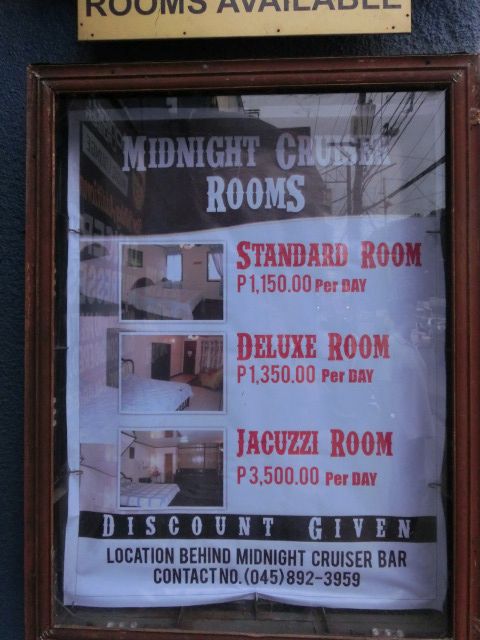 ROOMS AVAILABLE
MIDNIGHT CRUISER
ROOMS
STANDARD ROOM
P1,150.00 PER DAY
DELUXE ROOM
P1,350.00 PER DAY
JACUZZI ROOM
P3,500.00 PER DAY
DISCOUNT GIVEN
LOCATION BEHIND MIDNIGHT CRUISER BAR
CONTACT NO. (045)892-3959